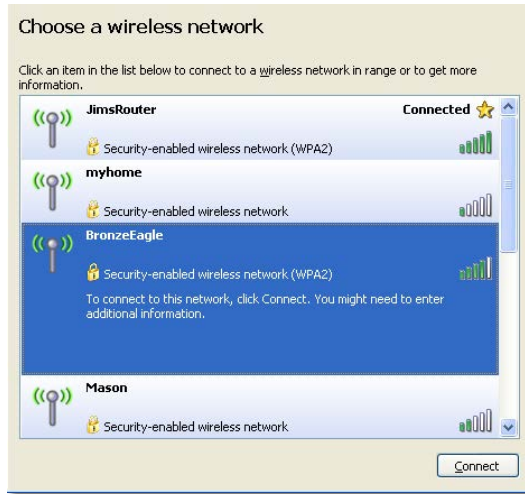 Choose a wireless network
Click an item in the list below to connect to a wireless network in range or to get more
information.
JimsRouter Connected
Security-enabled wireless network (WPA2)
myhome
Security-enabled wireless network
BronzeEagle
Security-enabled wireless network (WPA2)
To connect to this network, click Connect. You might need to enter
additional information.
Mason
Security-enabled wireless network
Connect